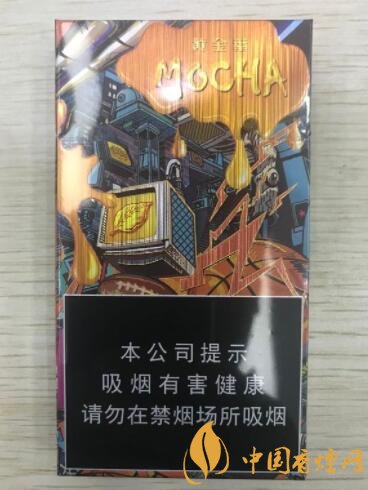 黄金葉
MOCHA
本公司提示
吸烟有害健康
请勿在禁烟场所吸烟
中国香烟网